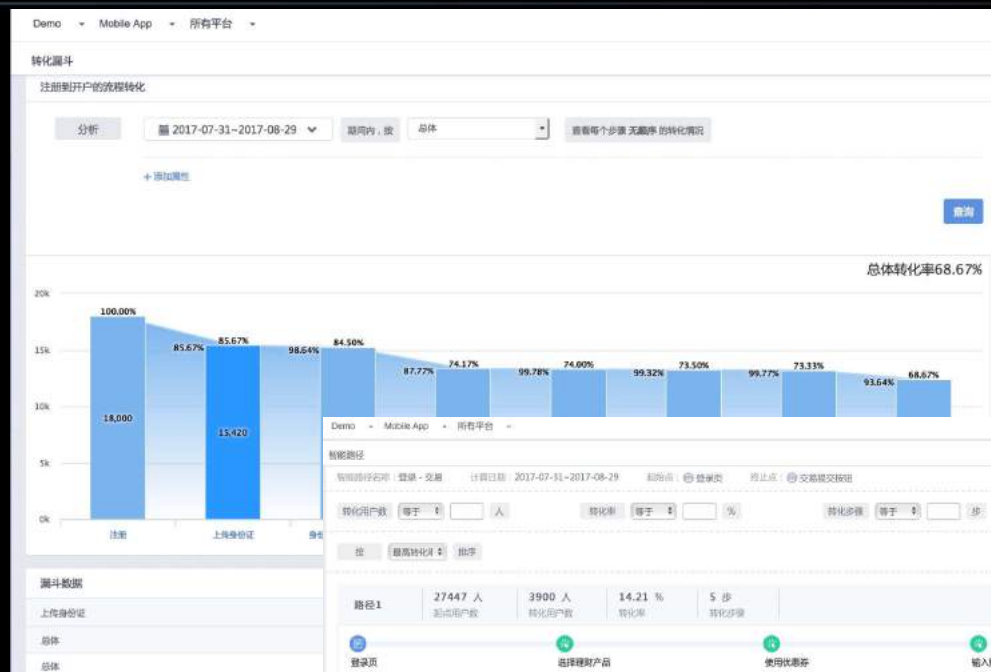 Demo Mobile App 所有平台
转化漏斗
注册到开户的流程转化
分析 2017-07-31~2017-08-29 期间内，按 总体 查看每个步骤 无顺序 的转化情况
+ 添加属性
查询
总体转化率68.67%
20k
100.00%
15k
85.67% 85.67% 98.64% 84.50% 87.77% 74.17% 99.78% 74.00% 99.32% 73.50% 99.77% 73.33% 93.64% 68.67%
10k
18,000
15,420
5k
0k
注册 上传身份证
漏斗数据
上传身份证
总体
总体
Demo Mobile App 所有平台
智能路径
智能路径名称：登录 - 交易 计算日期 2017-07-31~2017-08-29 起始点：登录页 终止点：交易提交按钮
转化用户数 等于 人 转化率 等于 % 转化步骤 等于 步
按 排序
路径1 27447 人 3900 人 14.21 % 5 步
起点用户数 转化用户数 转化率 转化步骤
登录页 选择理财产品 使用优惠券